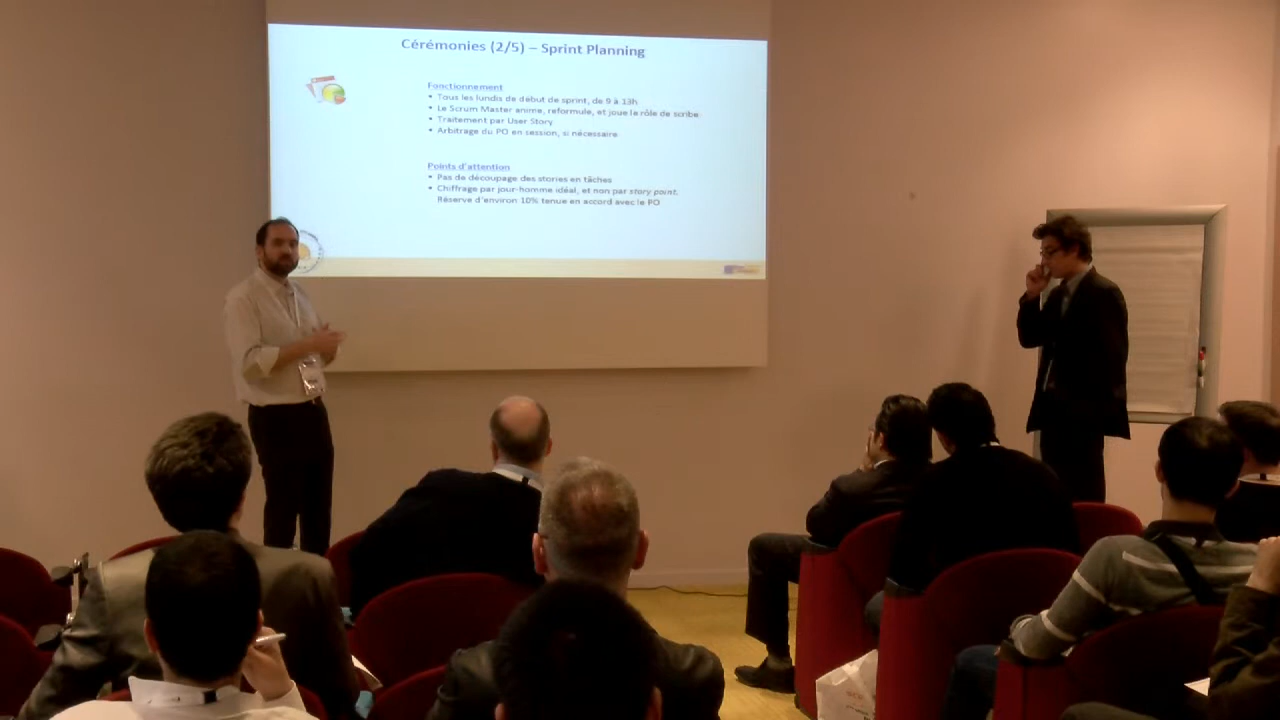 Cérémonies (2/5) – Sprint Planning
Fonctionnement
• Tous les lundis de début de sprint, de 9 à 13h
• Le Scrum Master anime, reformule, et joue le rôle de scribe
• Traitement par User Story
• Arbitrage du PO en session, si nécessaire
Points d'attention
• Pas de découpage des stories en tâches
• Chiffrage par jour-homme idéal, et non par story point.
Réserve d'environ 10% tenue en accord avec le PO